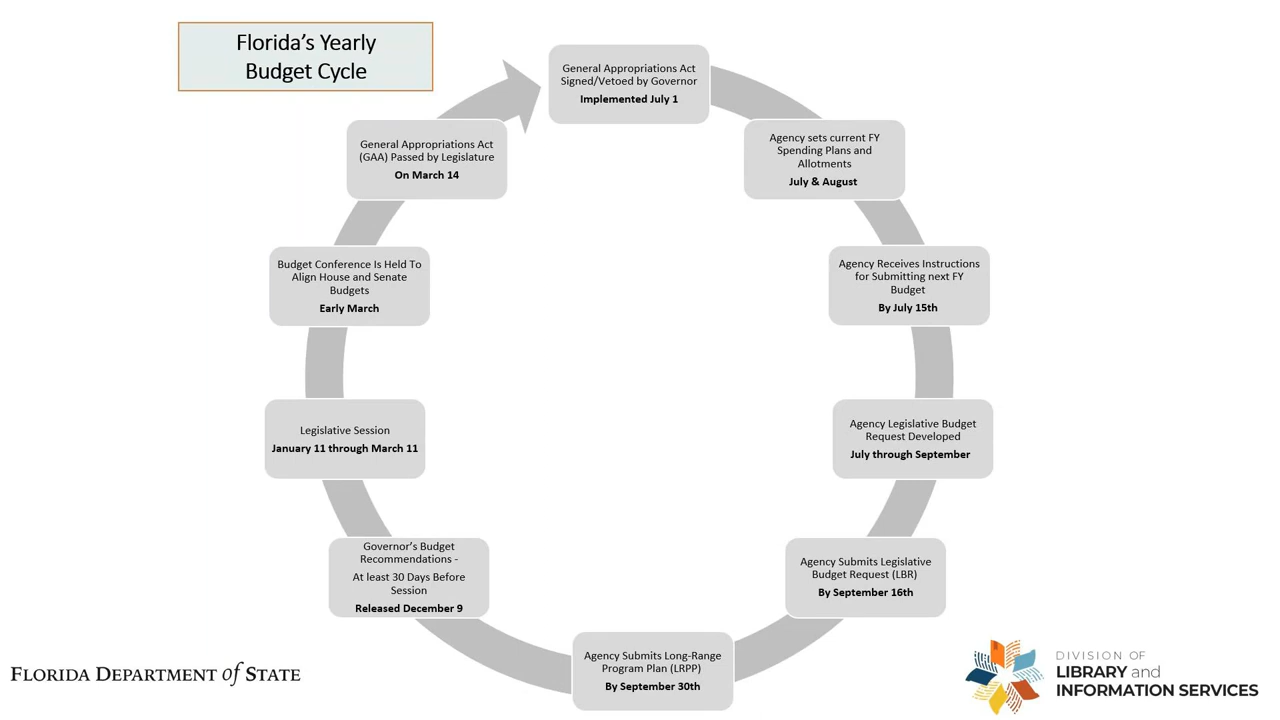 Florida's Yearly
Budget Cycle
General Appropriations Act
Signed/Vetoed by Governor
Implemented July 1
Agency sets current FY
Spending Plans and
Allotments
July & August
Agency Receives Instructions
for Submitting next FY
Budget
By July 15th
Agency Legislative Budget
Request Developed
July through September
Agency Submits Legislative
Budget Request (LBR)
By September 16th
Agency Submits Long-Range
Program Plan (LRPP)
By September 30th
Governor's Budget
Recommendations -
At least 30 Days Before
Session
Released December 9
Legislative Session
January 11 through March 11
Budget Conference Is Held To
Align House and Senate
Budgets
Early March
General Appropriations Act
(GAA) Passed by Legislature
On March 14
FLORIDA DEPARTMENT of STATE
DIVISION OF
LIBRARY and
INFORMATION SERVICES